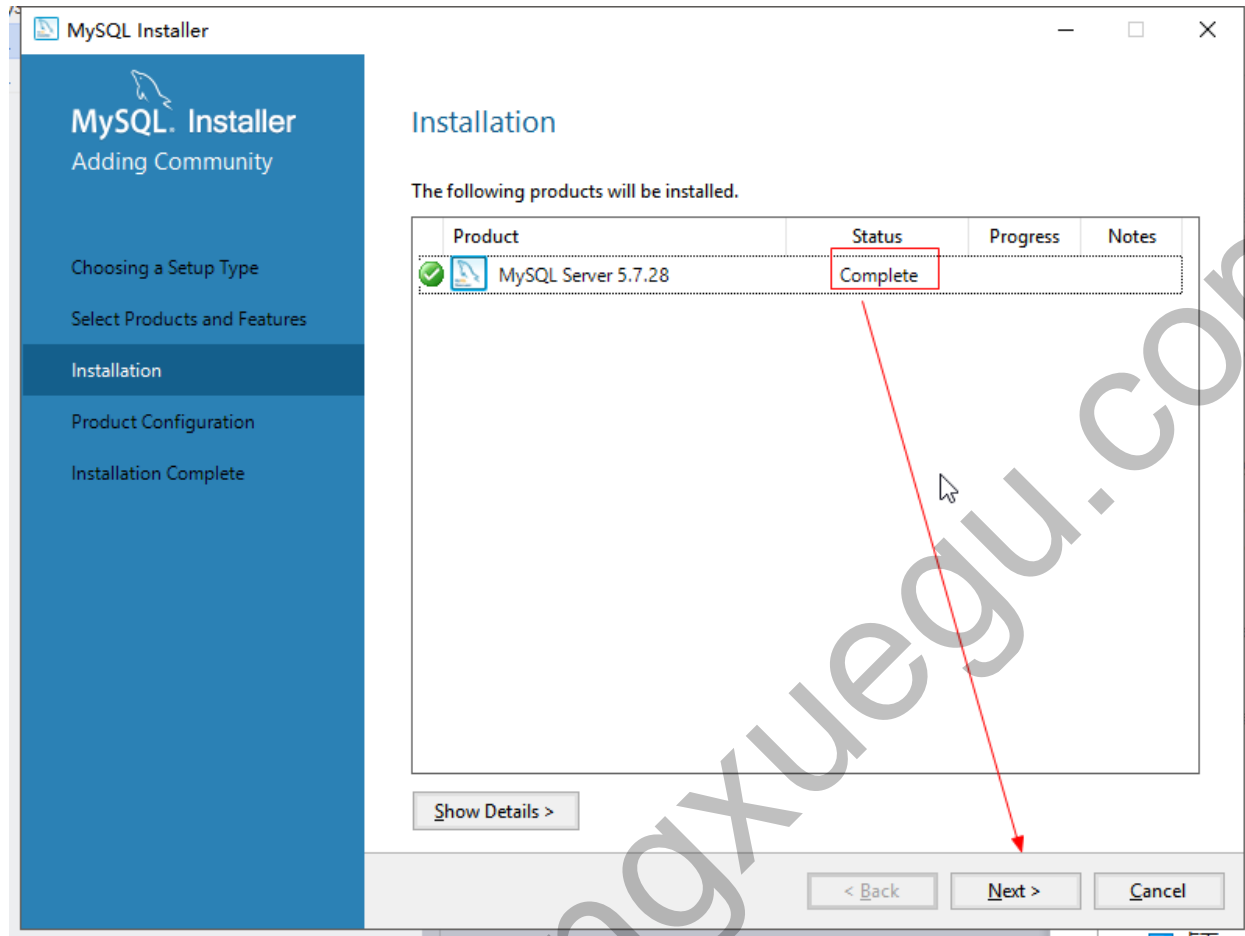 MySQL Installer
MySQL. Installer
Adding Community
Choosing a Setup Type
Select Products and Features
Installation
Product Configuration
Installation Complete
Installation
The following products will be installed.
Product Status Progress Notes
MySQL Server 5.7.28 Complete
Show Details >
< Back Next > Cancel
ngxuegu.co